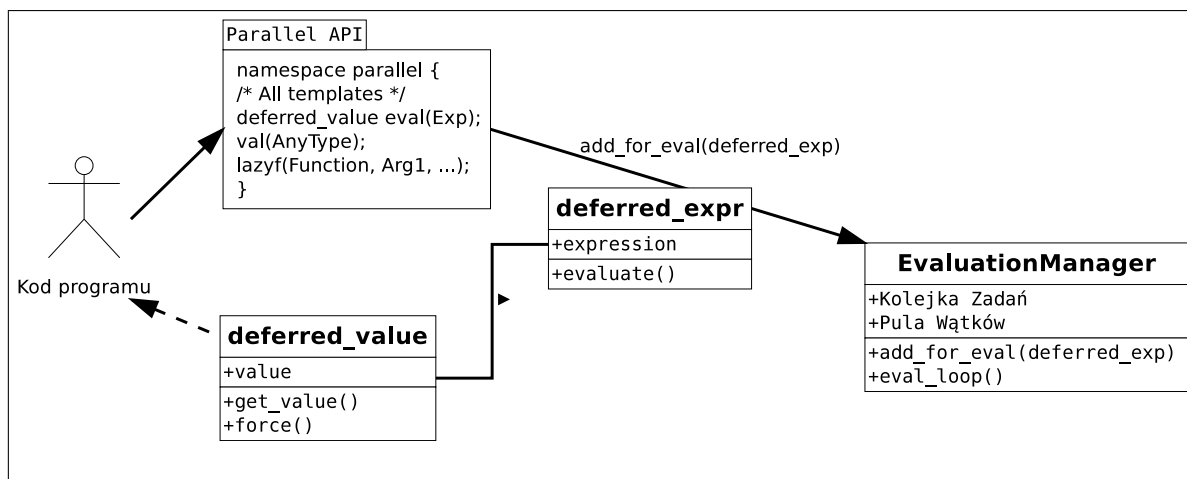 Parallel API
namespace parallel {
/* All templates */
deferred_value eval(Exp);
val(AnyType);
lazyf(Function, Arg1, ...);
}
add_for_eval(deferred_exp)
deferred_expr
+expression
+evaluate()
EvaluationManager
+Kolejka Zadań
+Pula Wątków
+add_for_eval(deferred_exp)
+eval_loop()
Kod programu
deferred_value
+value
+get_value()
+force()